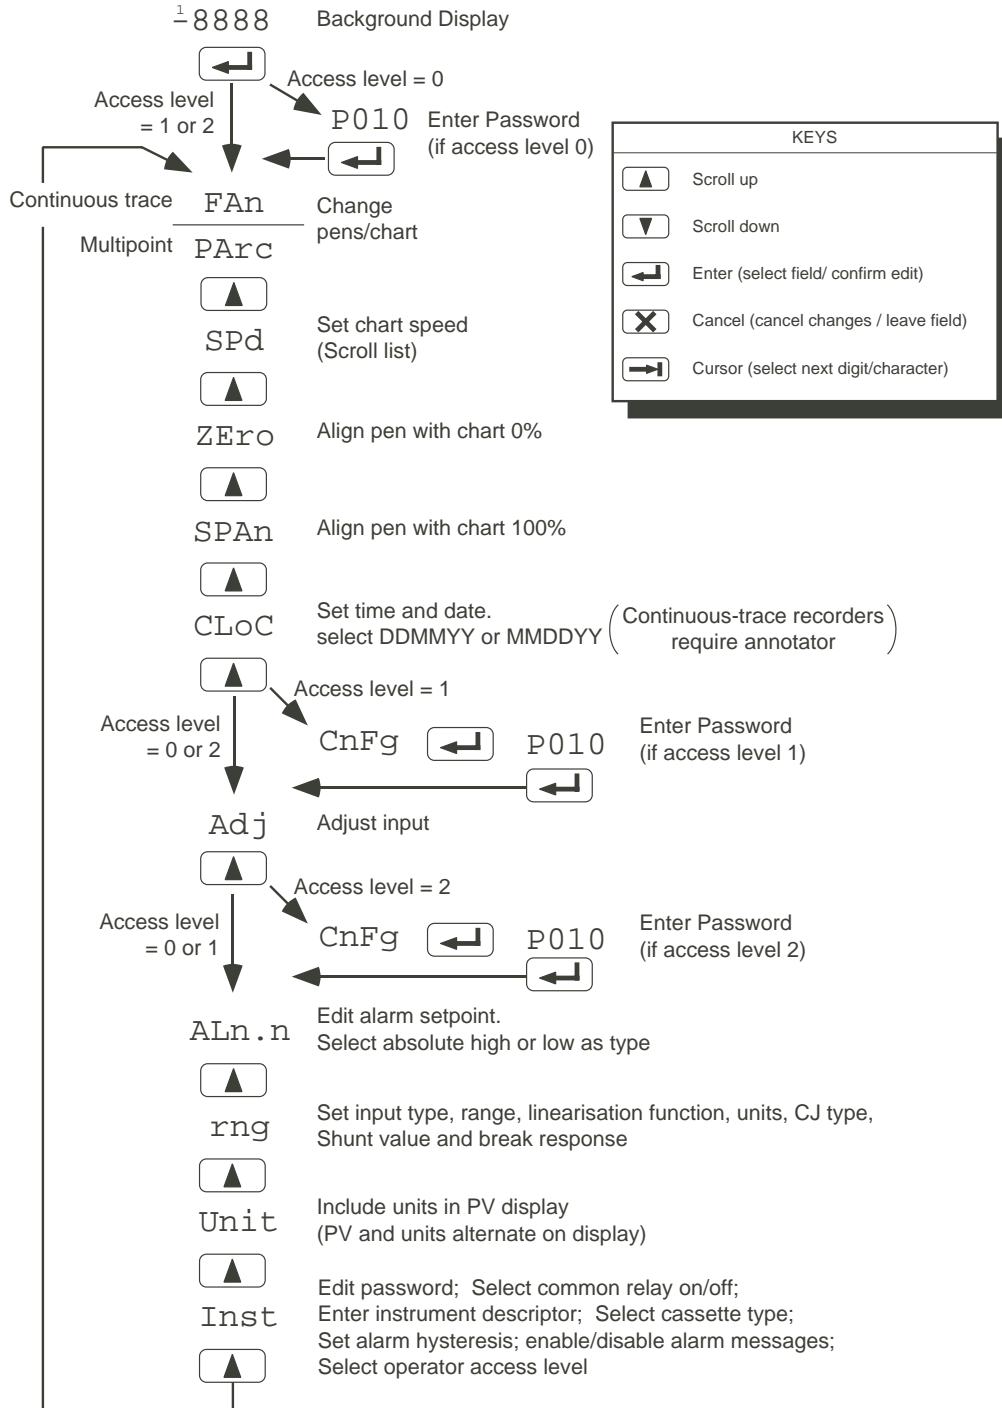 1
-8888 Background Display
Access level = 0
Access level
= 1 or 2
P010 Enter Password
(if access level 0)
KEYS
Scroll up
Scroll down
Enter (select field/ confirm edit)
Cancel (cancel changes / leave field)
Cursor (select next digit/character)
Continuous trace FAn Change
pens/chart
Multipoint PArc
SPd Set chart speed
(Scroll list)
ZEro Align pen with chart 0%
SPAn Align pen with chart 100%
CLoC Set time and date.
select DDMMYY or MMDDYY (Continuous-trace recorders
require annotator)
Access level = 1
Access level
= 0 or 2
CnFg P010 Enter Password
(if access level 1)
Adj Adjust input
Access level = 2
Access level
= 0 or 1
CnFg P010 Enter Password
(if access level 2)
ALn.n Edit alarm setpoint.
Select absolute high or low as type
rng Set input type, range, linearisation function, units, CJ type,
Shunt value and break response
Unit Include units in PV display
(PV and units alternate on display)
Inst Edit password; Select common relay on/off;
Enter instrument descriptor; Select cassette type;
Set alarm hysteresis; enable/disable alarm messages;
Select operator access level